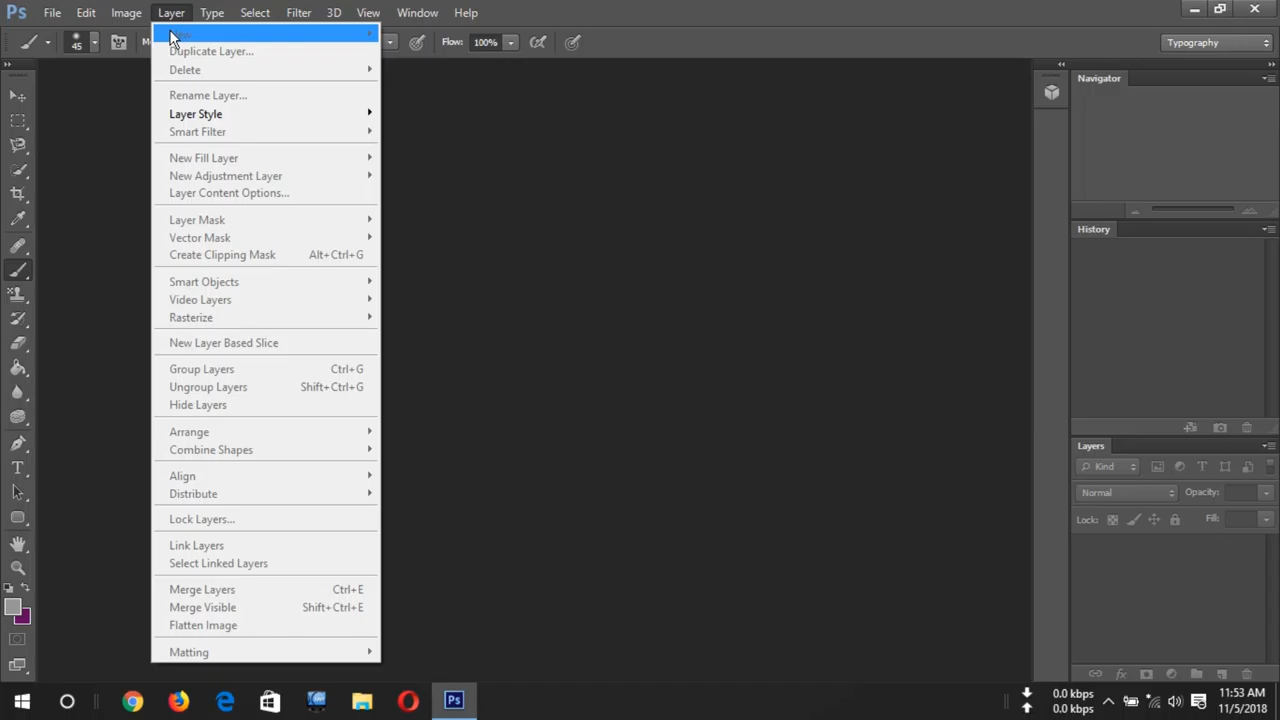 Ps File Edit Image Layer Type Select Filter 3D View Window Help
45 Flow: 100% Typography
Duplicate Layer...
Delete
Rename Layer...
Layer Style
Smart Filter
New Fill Layer
New Adjustment Layer
Layer Content Options...
Layer Mask
Vector Mask
Create Clipping Mask Alt+Ctrl+G
Smart Objects
Video Layers
Rasterize
New Layer Based Slice
Group Layers Ctrl+G
Ungroup Layers Shift+Ctrl+G
Hide Layers
Arrange
Combine Shapes
Align
Distribute
Lock Layers...
Link Layers
Select Linked Layers
Merge Layers Ctrl+E
Merge Visible Shift+Ctrl+E
Flatten Image
Matting
Navigator
History
Layers
Kind
Normal Opacity:
Lock: Fill:
Ps
0.0 kbps
0.0 kbps
11:53 AM
11/5/2018